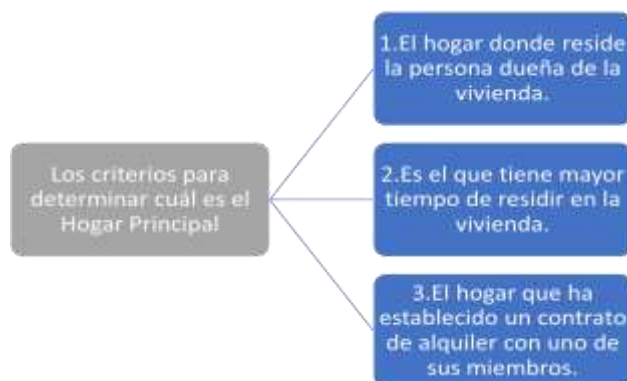 Los criterios para
determinar cuál es el
Hogar Principal
1.El hogar donde reside
la persona dueña de la
vivienda.
2.Es el que tiene mayor
tiempo de residir en la
vivienda.
3.El hogar que ha
establecido un contrato
de alquiler con uno de
sus miembros.